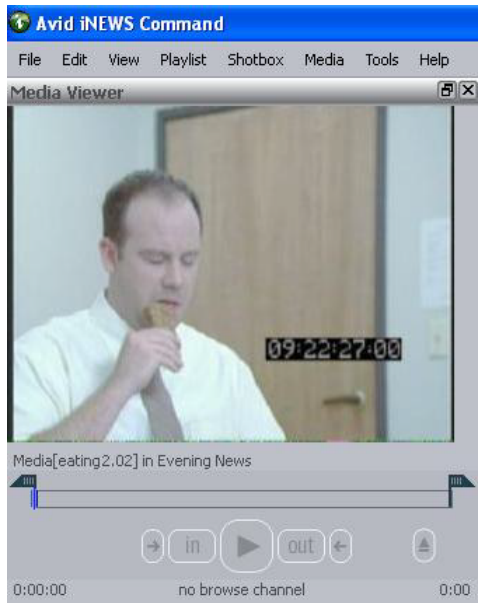 Avid iNEWS Command
File Edit View Playlist Shotbox Media Tools Help
Media Viewer
09:22:27:00
Media[eating2.02] in Evening News
in out
0:00:00 no browse channel 0:00